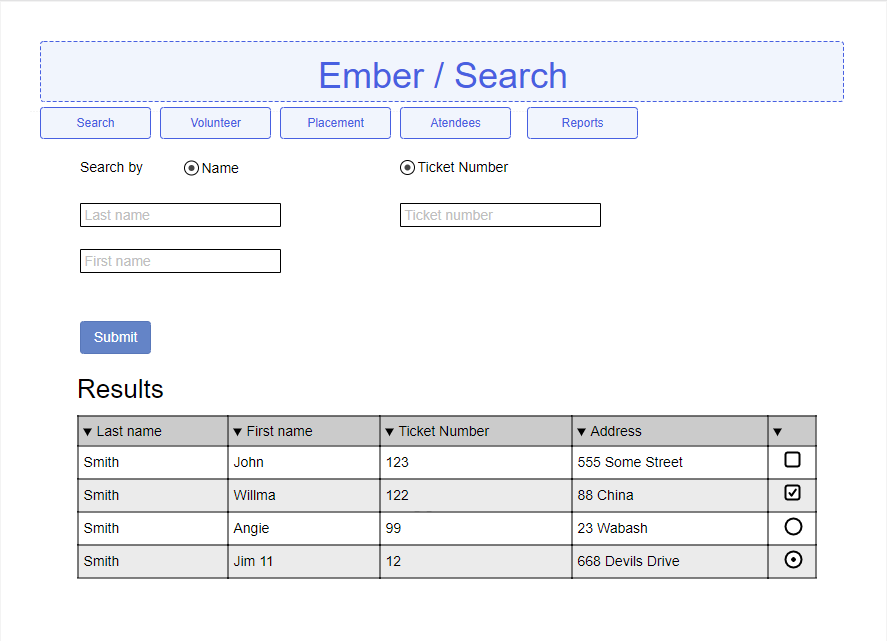 Ember / Search
Search Volunteer Placement Atendees Reports
Search by Name Ticket Number
Last name Ticket number
First name
Submit
Results
Last name First name Ticket Number Address
Smith John 123 555 Some Street
Smith Willma 122 88 China
Smith Angie 99 23 Wabash
Smith Jim 11 12 668 Devils Drive